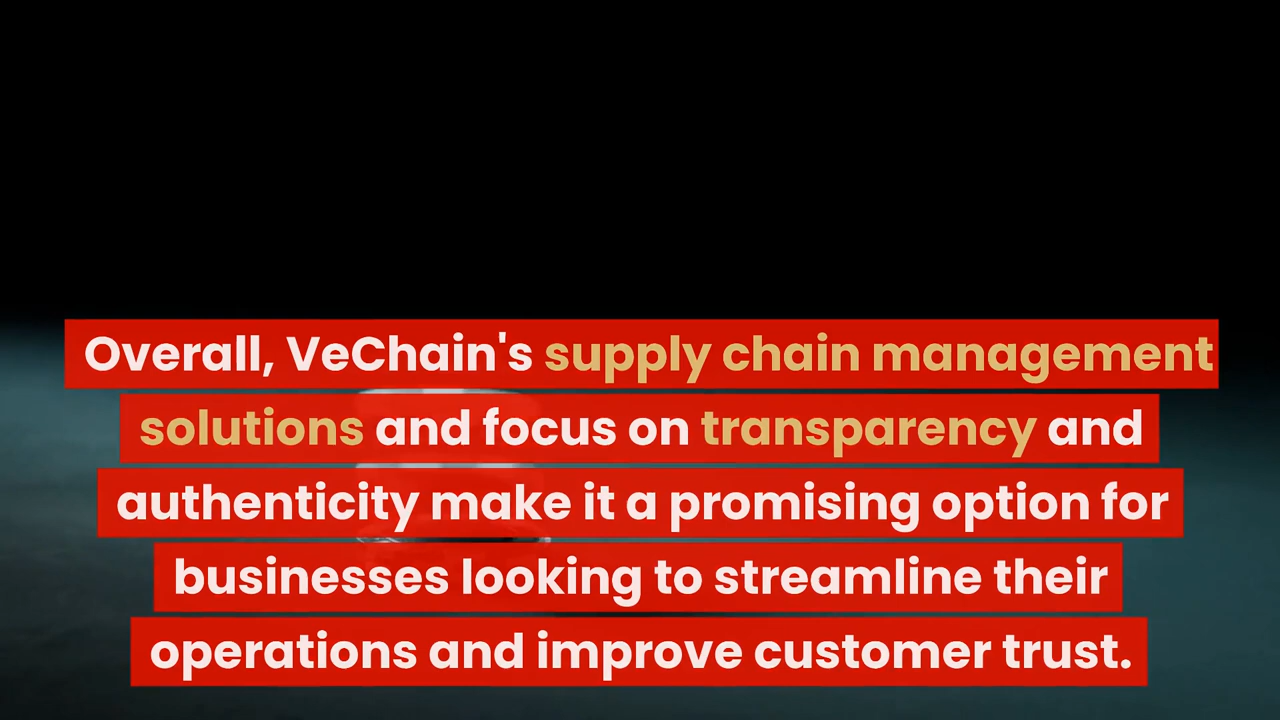 Overall, VeChain's supply chain management
solutions and focus on transparency and
authenticity make it a promising option for
businesses looking to streamline their
operations and improve customer trust.